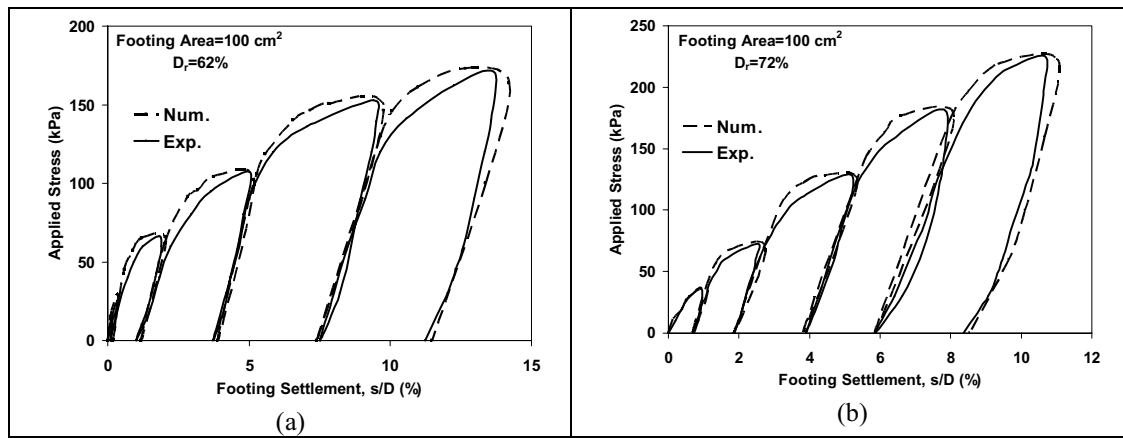 Footing Area=100 cm²
Dᵣ=62%
Num.
Exp.
Applied Stress (kPa)
200
150
100
50
0
0 5 10 15
Footing Settlement, s/D (%)
(a)
Footing Area=100 cm²
Dᵣ=72%
Num.
Exp.
Applied Stress (kPa)
250
200
150
100
50
0
0 2 4 6 8 10 12
Footing Settlement, s/D (%)
(b)